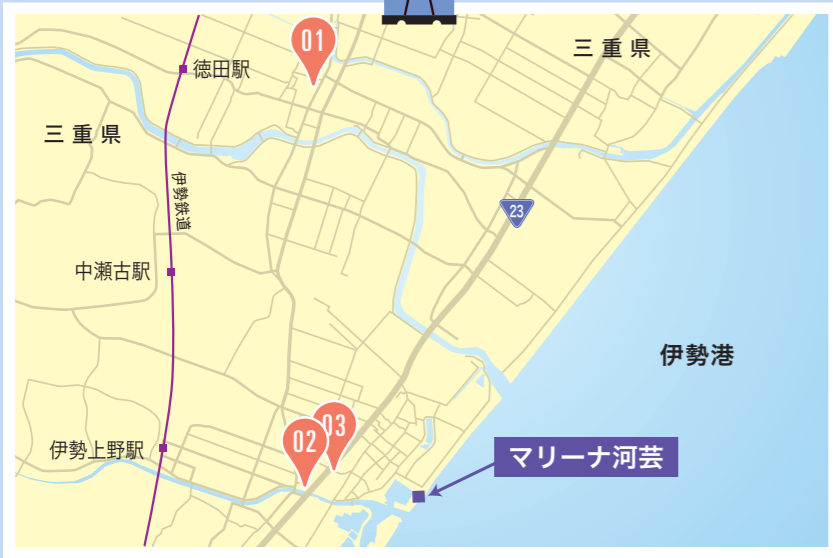 01
三重県
徳田駅
三重県
伊勢鉄道
23
中瀬古駅
伊勢港
03
02
伊勢上野駅
マリーナ河芸